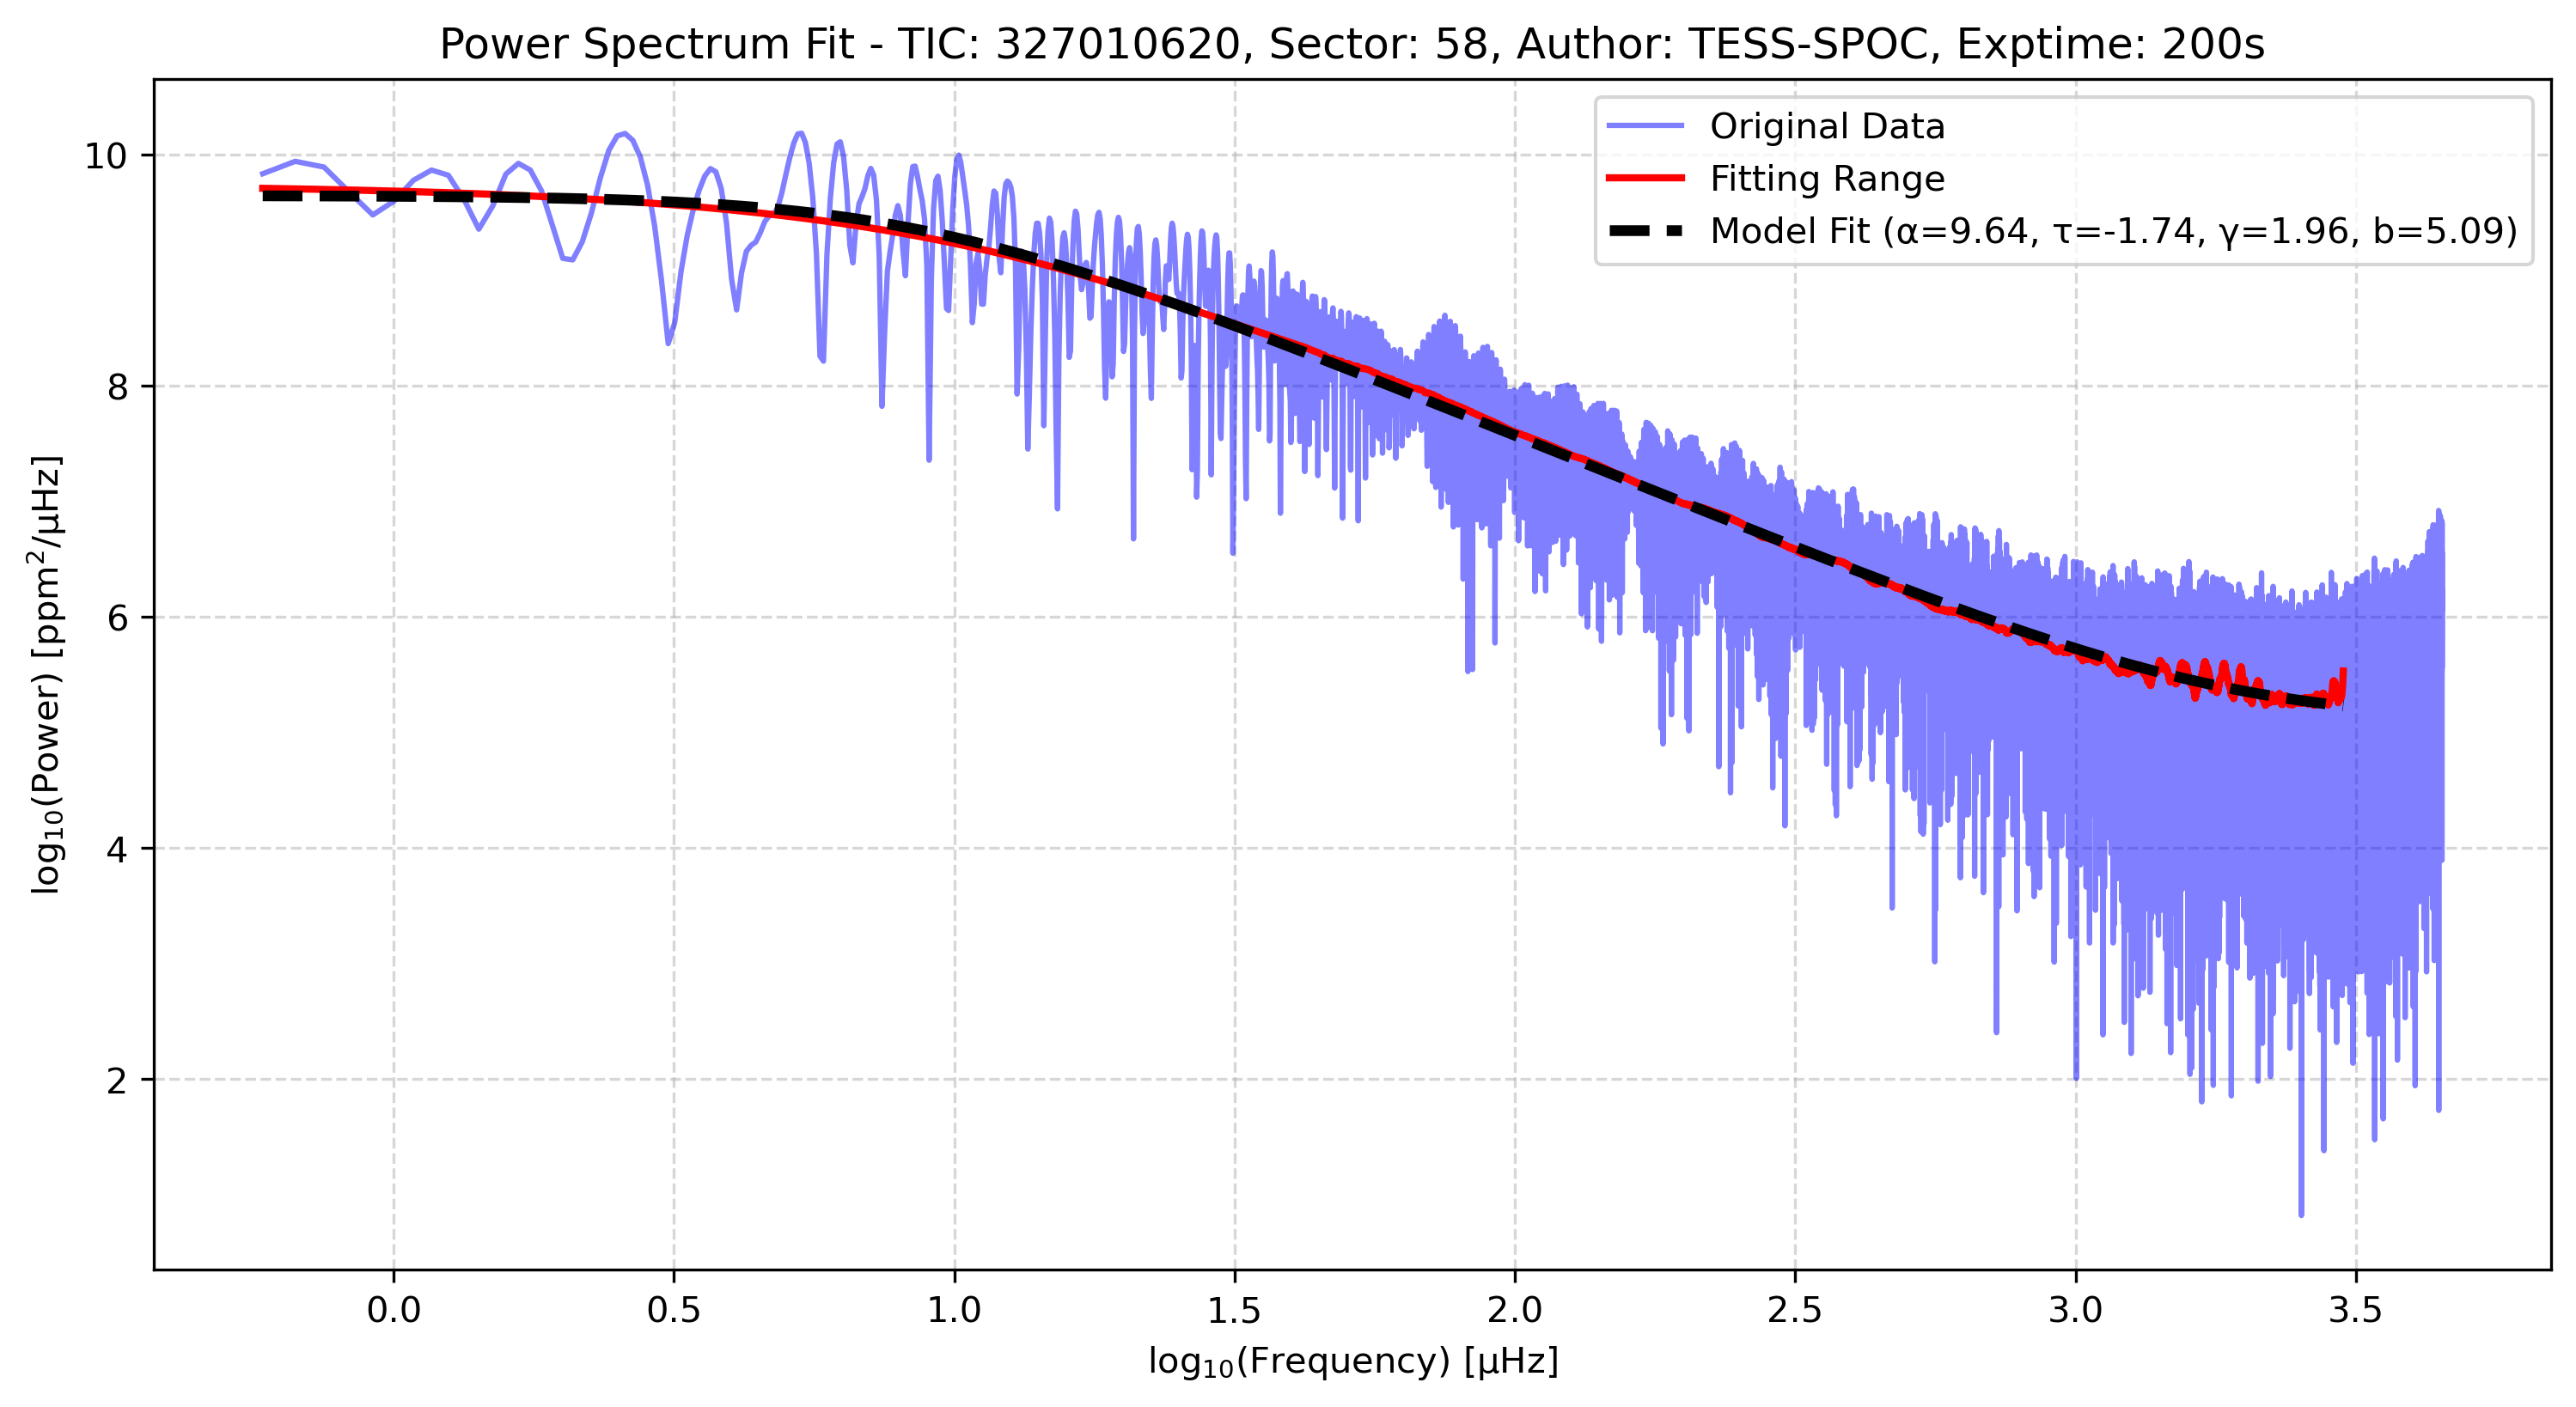 Power Spectrum Fit - TIC: 327010620, Sector: 58, Author: TESS-SPOC, Exptime: 200s
Original Data
Fitting Range
Model Fit (α=9.64, τ=-1.74, γ=1.96, b=5.09)
log₁₀(Power) [ppm²/μHz]
10
8
6
4
2
0.0 0.5 1.0 1.5 2.0 2.5 3.0 3.5
log₁₀(Frequency) [μHz]